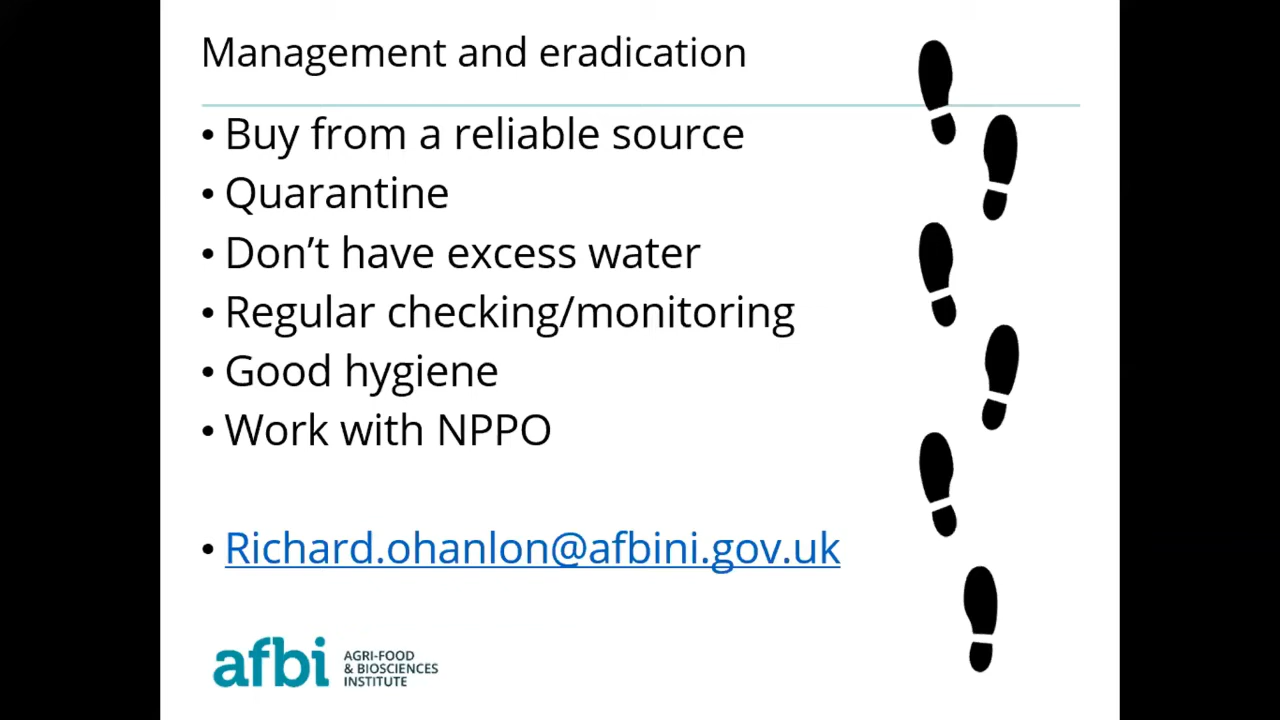 Management and eradication
• Buy from a reliable source
• Quarantine
• Don’t have excess water
• Regular checking/monitoring
• Good hygiene
• Work with NPPO
• Richard.ohanlon@afbini.gov.uk
afbi
AGRI-FOOD
& BIOSCIENCES
INSTITUTE